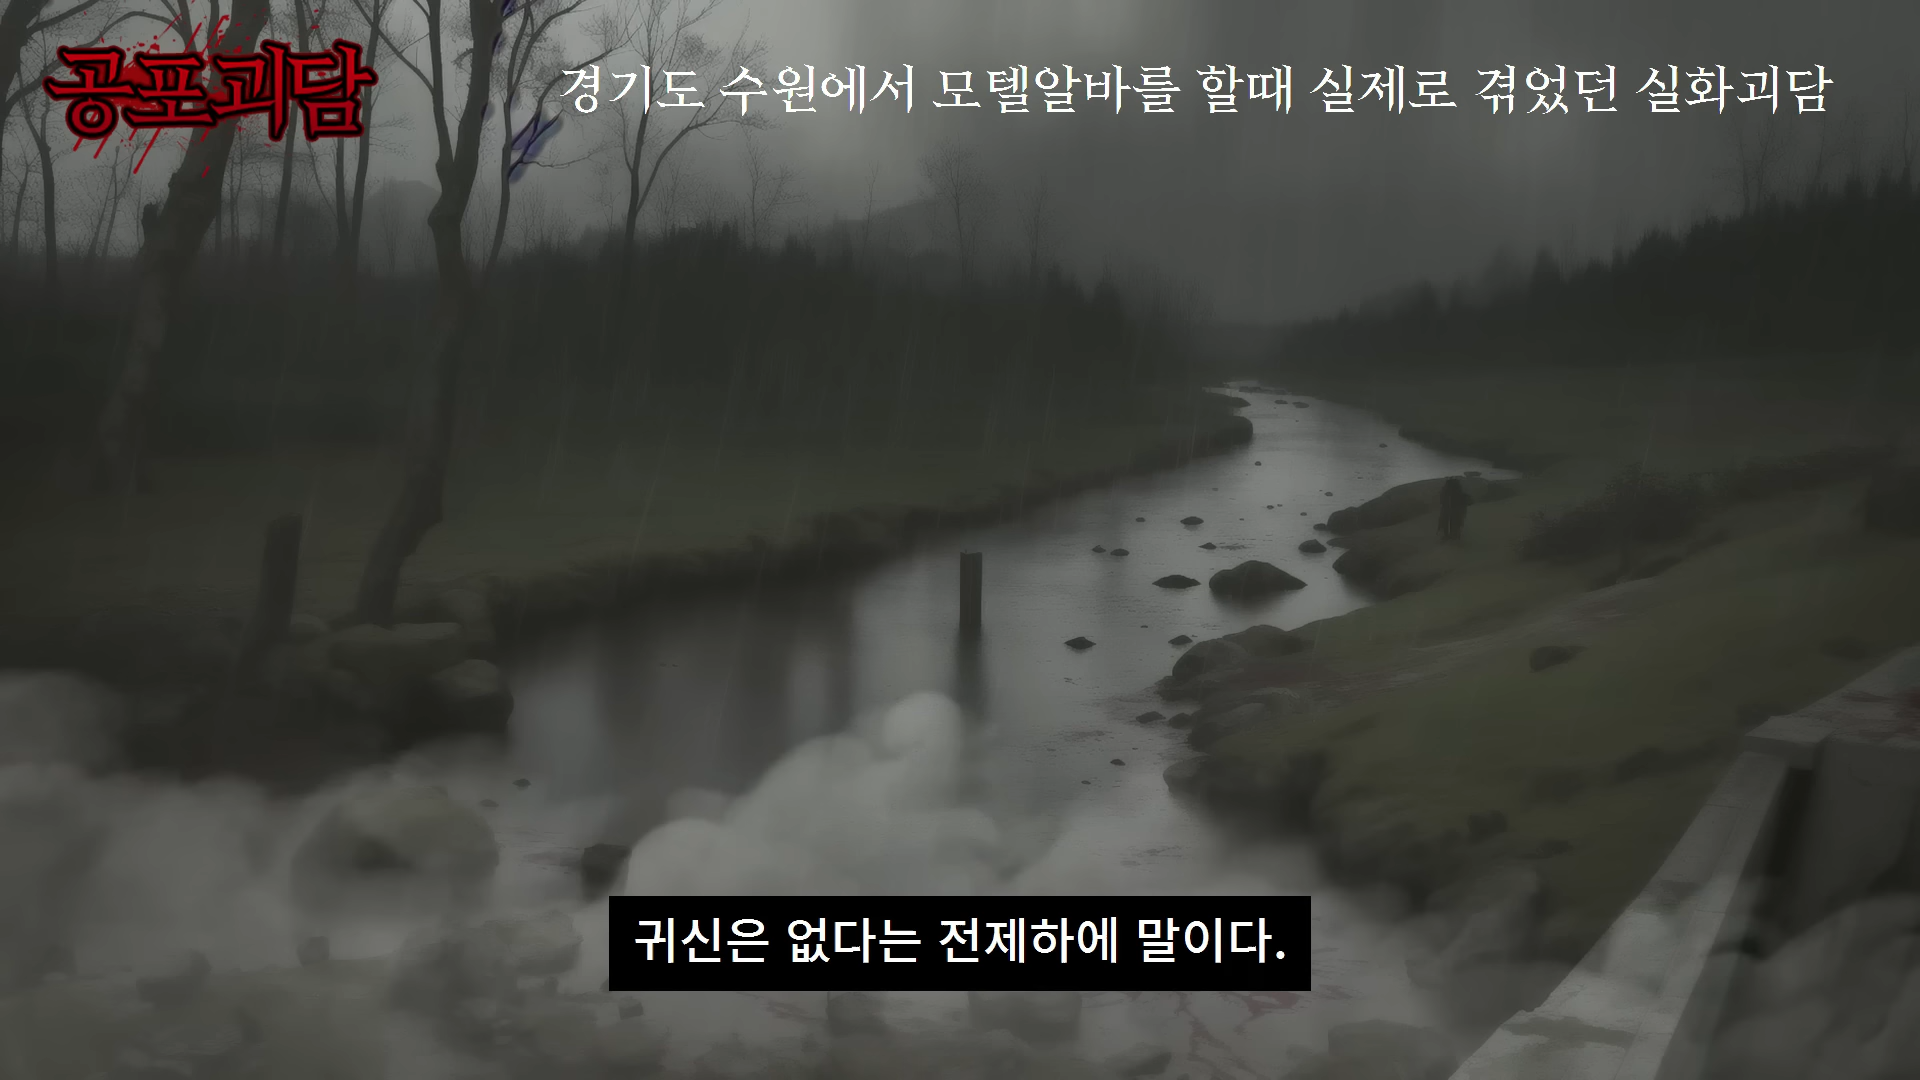 공포괴담
경기도 수원에서 모텔알바를 할때 실제로 겪었던 실화괴담
귀신은 없다는 전제하에 말이다.